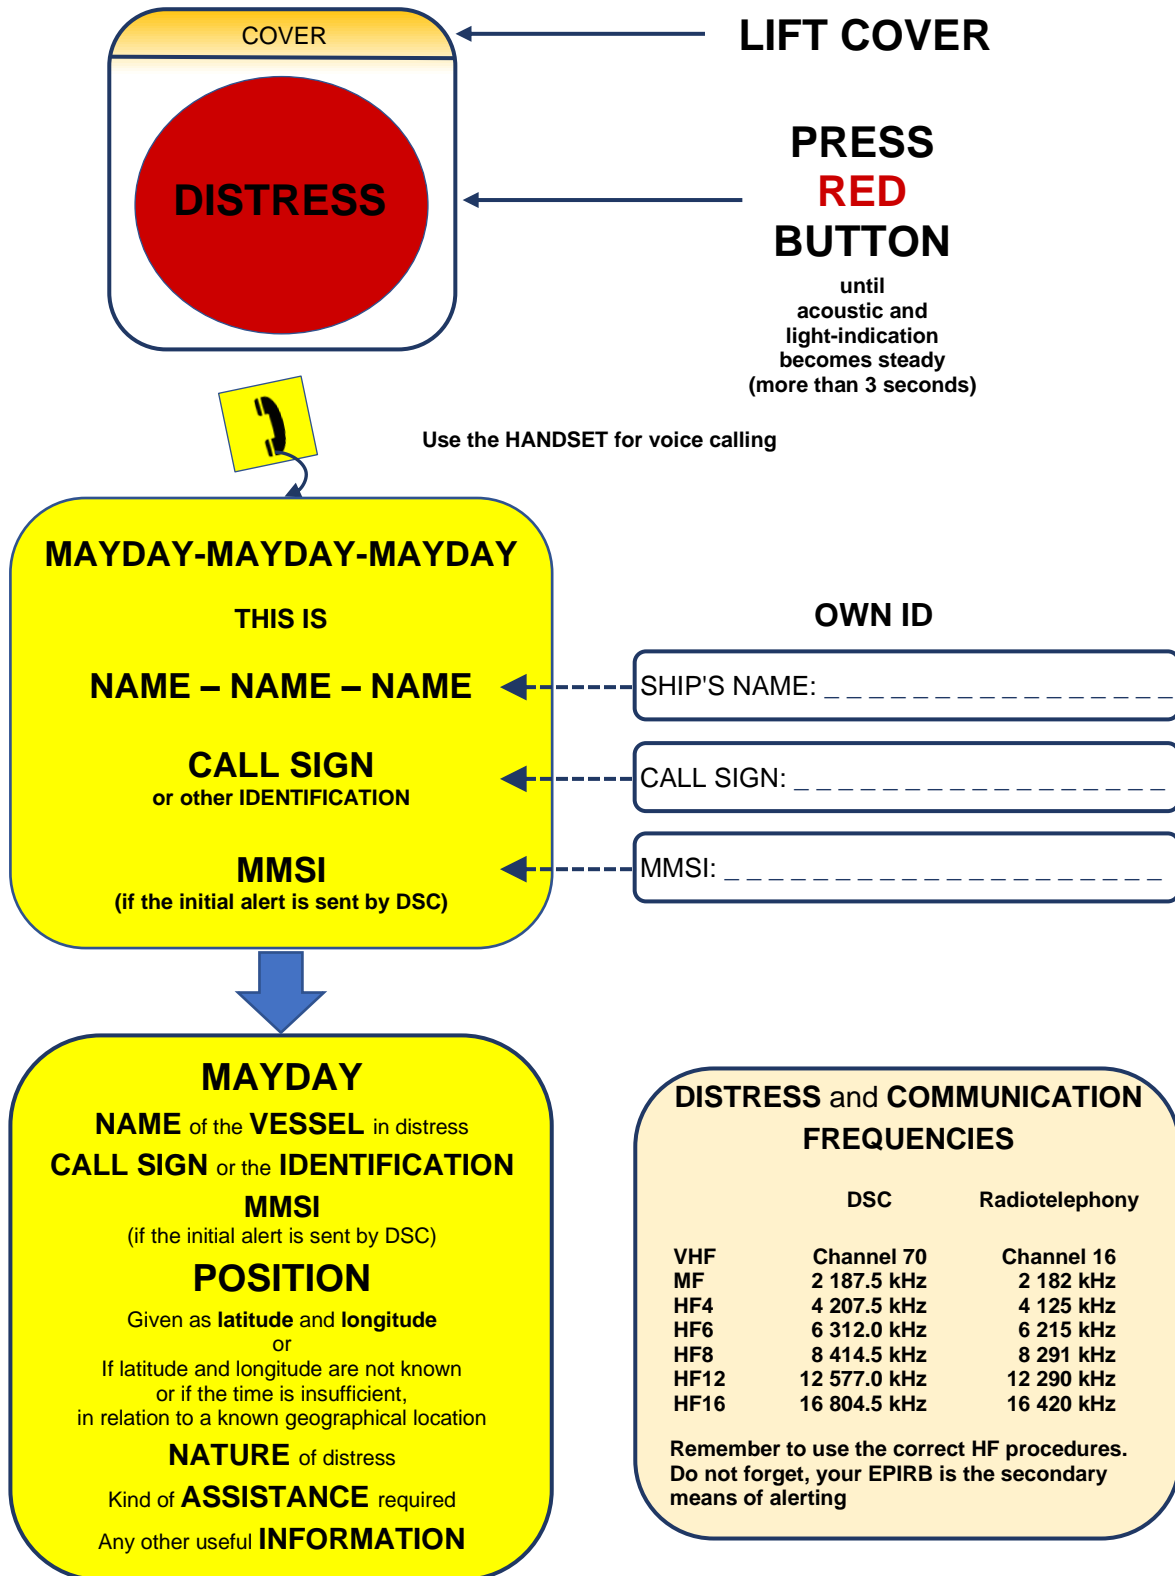 COVER
LIFT COVER
DISTRESS
PRESS
RED
BUTTON
until
acoustic and
light-indication
becomes steady
(more than 3 seconds)
Use the HANDSET for voice calling
MAYDAY-MAYDAY-MAYDAY
THIS IS
NAME – NAME – NAME
CALL SIGN
or other IDENTIFICATION
MMSI
(if the initial alert is sent by DSC)
OWN ID
SHIP'S NAME: _ _ _ _ _ _ _ _ _ _ _ _ _ _ _ _
CALL SIGN: _ _ _ _ _ _ _ _ _ _ _ _ _ _ _ _ _
MMSI: _ _ _ _ _ _ _ _ _ _ _ _ _ _ _ _ _ _ _ _
MAYDAY
NAME of the VESSEL in distress
CALL SIGN or the IDENTIFICATION
MMSI
(if the initial alert is sent by DSC)
POSITION
Given as latitude and longitude
or
If latitude and longitude are not known
or if the time is insufficient,
in relation to a known geographical location
NATURE of distress
Kind of ASSISTANCE required
Any other useful INFORMATION
DISTRESS and COMMUNICATION
FREQUENCIES
DSC Radiotelephony
VHF Channel 70 Channel 16
MF 2 187.5 kHz 2 182 kHz
HF4 4 207.5 kHz 4 125 kHz
HF6 6 312.0 kHz 6 215 kHz
HF8 8 414.5 kHz 8 291 kHz
HF12 12 577.0 kHz 12 290 kHz
HF16 16 804.5 kHz 16 420 kHz
Remember to use the correct HF procedures.
Do not forget, your EPIRB is the secondary
means of alerting